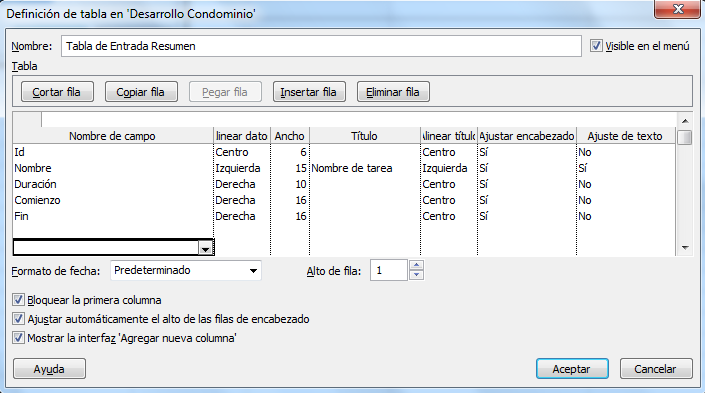 Definición de tabla en 'Desarrollo Condominio'
Nombre: Tabla de Entrada Resumen Visible en el menú
Tabla
Cortar fila Copiar fila Pegar fila Insertar fila Eliminar fila
Nombre de campo linear dato Ancho Título Alinear título Ajustar encabezado Ajuste de texto
Id Centro 6 Centro Sí No
Nombre Izquierda 15 Nombre de tarea Izquierda Sí Sí
Duración Derecha 10 Centro Sí No
Comienzo Derecha 16 Centro Sí No
Fin Derecha 16 Centro Sí No
Formato de fecha: Predeterminado Alto de fila: 1
Bloquear la primera columna
Ajustar automáticamente el alto de las filas de encabezado
Mostrar la interfaz 'Agregar nueva columna'
Ayuda Aceptar Cancelar